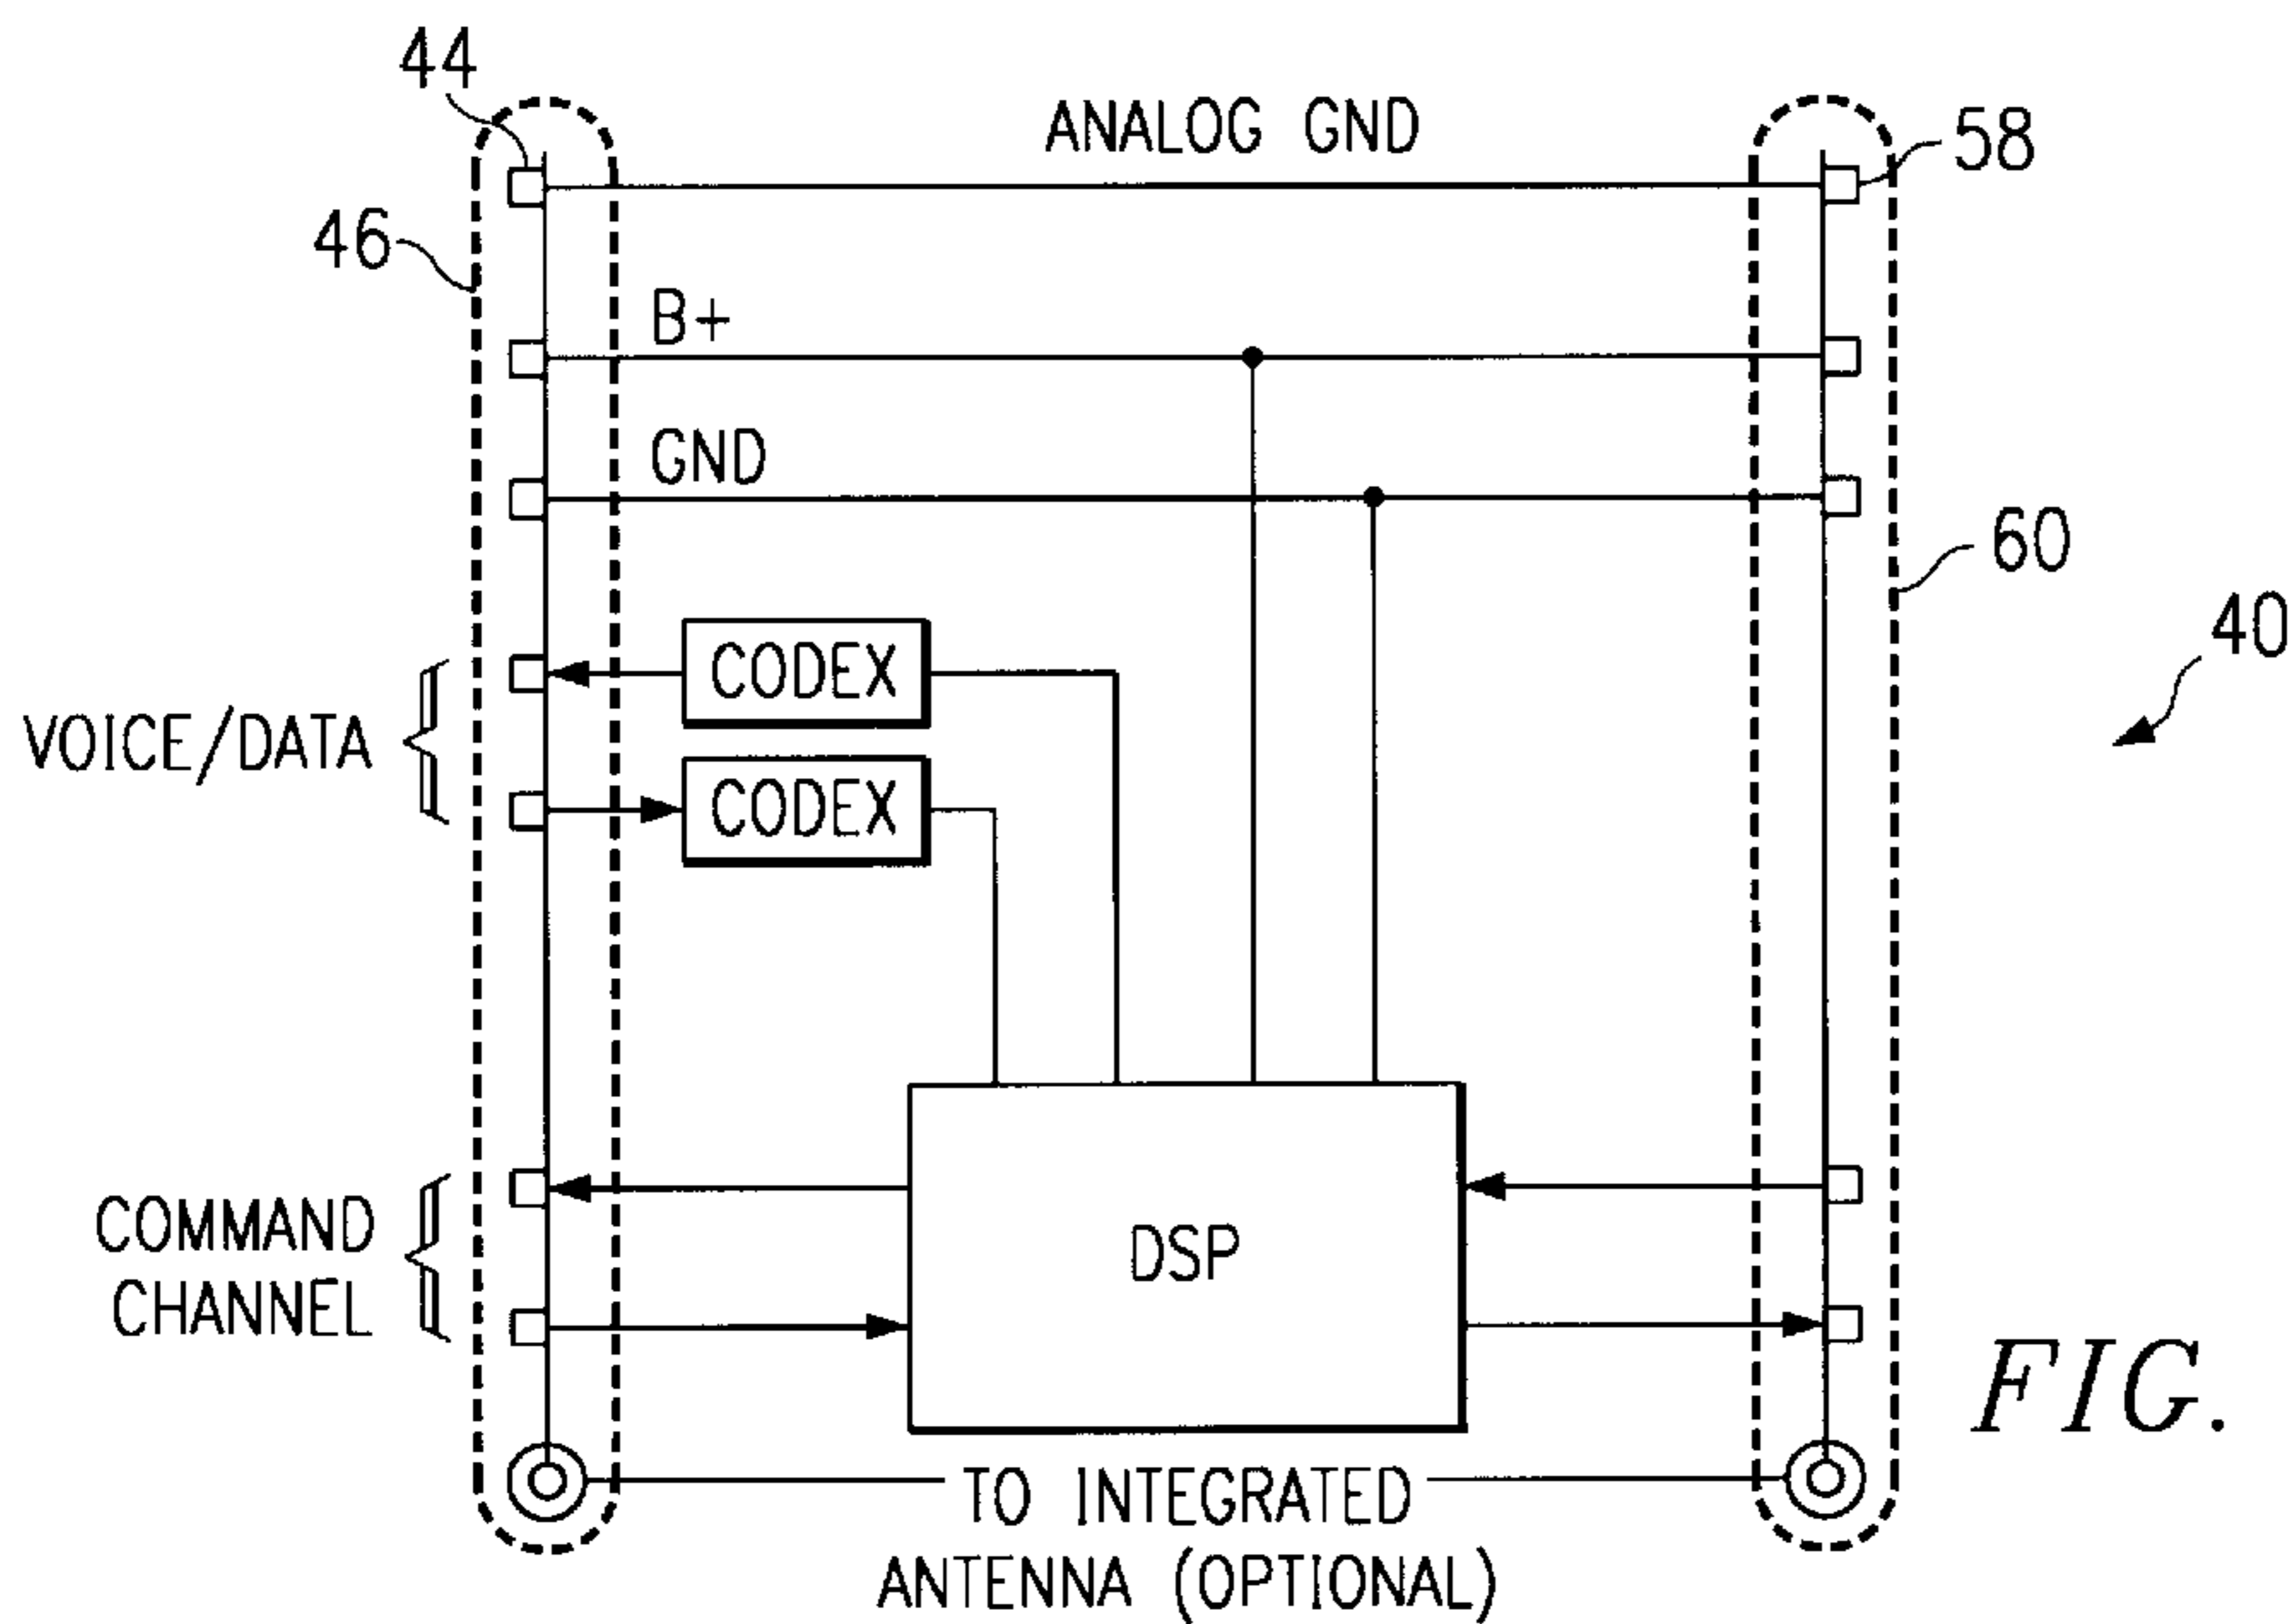 44
ANALOG GND
58
46
B+
GND
60
40
CODEX
VOICE/DATA
CODEX
COMMAND
CHANNEL
DSP
FIG.
TO INTEGRATED
ANTENNA (OPTIONAL)